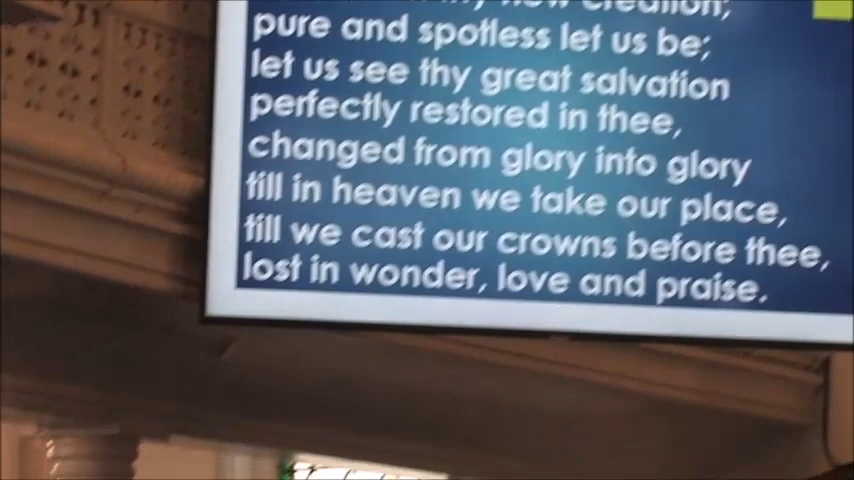 new creation;
pure and spotless let us be;
let us see thy great salvation
perfectly restored in thee,
changed from glory into glory
till in heaven we take our place,
till we cast our crowns before thee,
lost in wonder, love and praise.